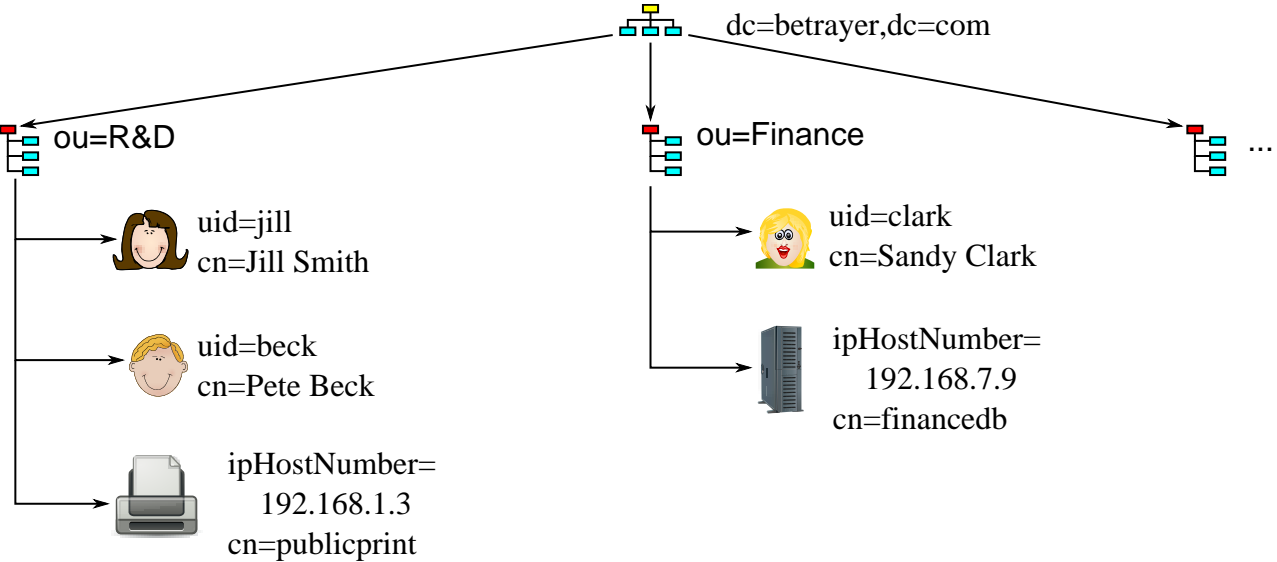 dc=betrayer,dc=com
ou=R&D
ou=Finance
...
uid=jill
cn=Jill Smith
uid=beck
cn=Pete Beck
ipHostNumber=
192.168.1.3
cn=publicprint
uid=clark
cn=Sandy Clark
ipHostNumber=
192.168.7.9
cn=financedb